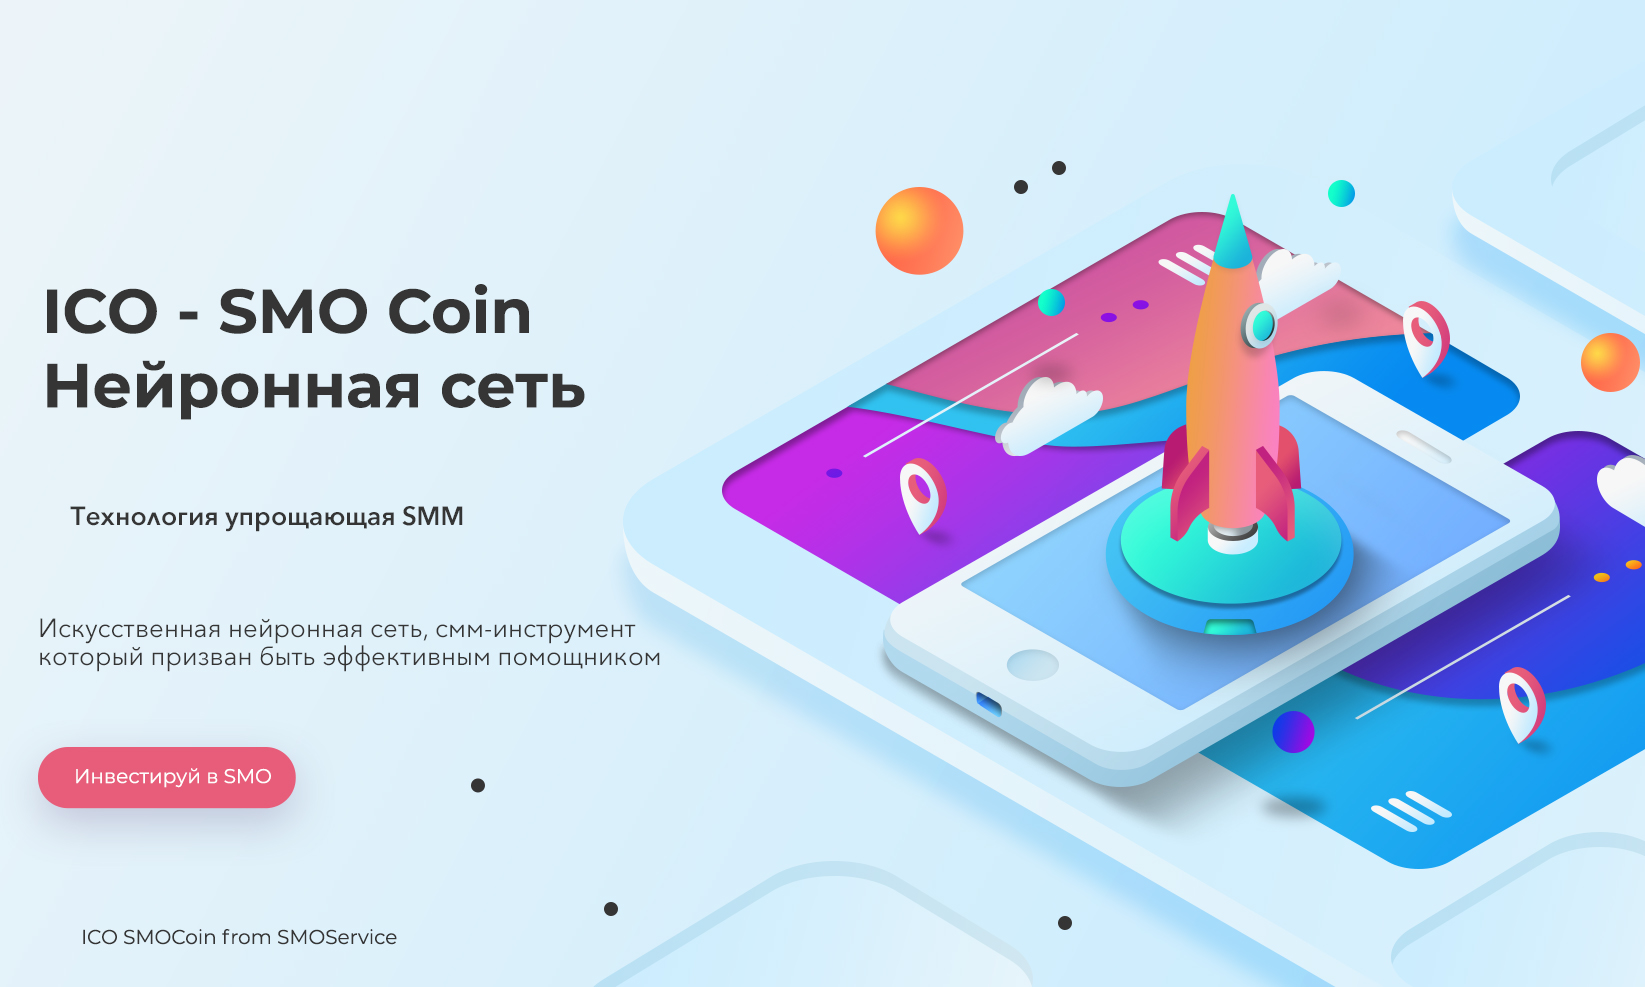 ICO - SMO Coin
Нейронная сеть
Технология упрощающая SMM
Искусственная нейронная сеть, смм-инструмент
который призван быть эффективным помощником
Инвестируй в SMO
ICO SMOCoin from SMOService